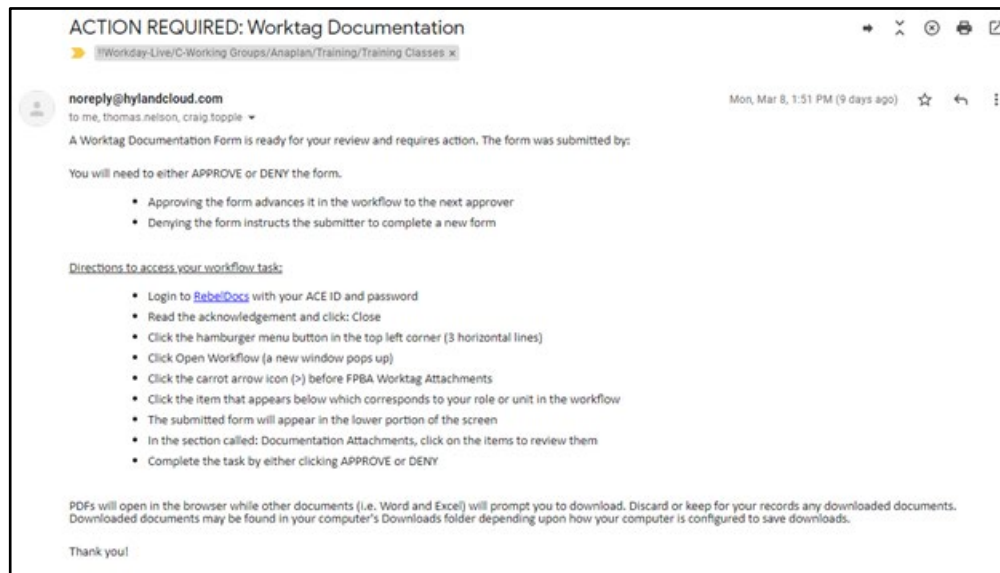 ACTION REQUIRED: Worktag Documentation
!!Workday-Live/C-Working Groups/Anaplan/Training/Training Classes x
noreply@hylandcloud.com Mon, Mar 8, 1:51 PM (9 days ago)
to me, thomas.nelson, craig.topple
A Worktag Documentation Form is ready for your review and requires action. The form was submitted by:
You will need to either APPROVE or DENY the form.
• Approving the form advances it in the workflow to the next approver
• Denying the form instructs the submitter to complete a new form
Directions to access your workflow task:
• Login to RebelDocs with your ACE ID and password
• Read the acknowledgement and click: Close
• Click the hamburger menu button in the top left corner (3 horizontal lines)
• Click Open Workflow (a new window pops up)
• Click the carrot arrow icon (>) before FPBA Worktag Attachments
• Click the item that appears below which corresponds to your role or unit in the workflow
• The submitted form will appear in the lower portion of the screen
• In the section called: Documentation Attachments, click on the items to review them
• Complete the task by either clicking APPROVE or DENY
PDFs will open in the browser while other documents (i.e. Word and Excel) will prompt you to download. Discard or keep for your records any downloaded documents.
Downloaded documents may be found in your computer's Downloads folder depending upon how your computer is configured to save downloads.
Thank you!